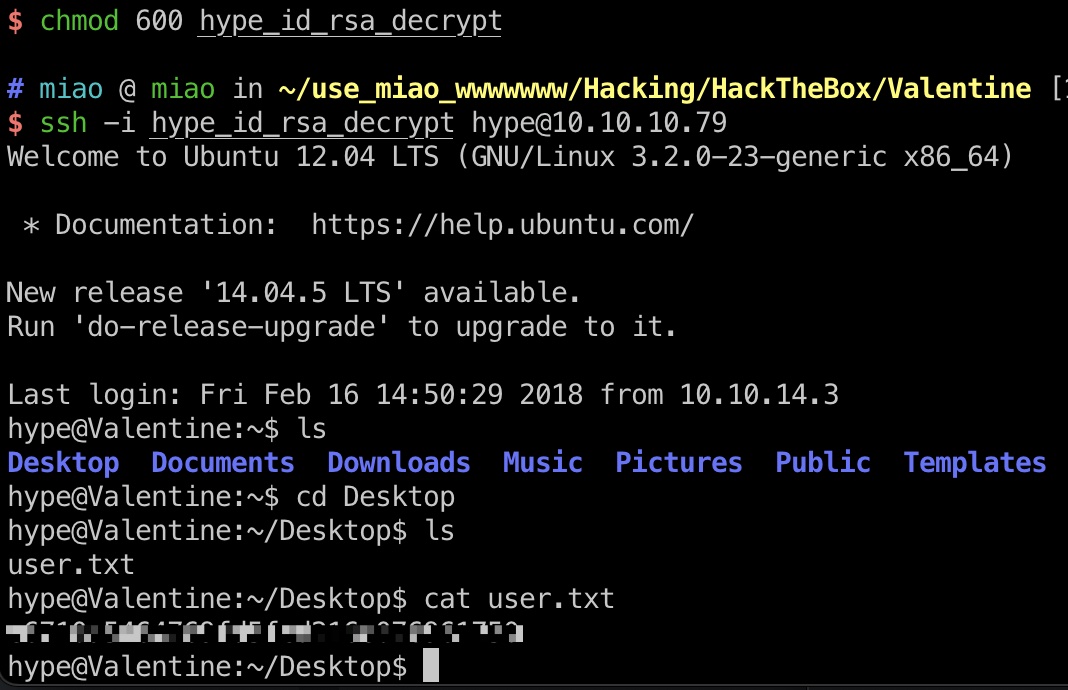 $ chmod 600 hype_id_rsa_decrypt
# miao @ miao in ~/use_miao_wwwwwww/Hacking/HackTheBox/Valentine [
$ ssh -i hype_id_rsa_decrypt hype@10.10.10.79
Welcome to Ubuntu 12.04 LTS (GNU/Linux 3.2.0-23-generic x86_64)
* Documentation:  https://help.ubuntu.com/
New release '14.04.5 LTS' available.
Run 'do-release-upgrade' to upgrade to it.
Last login: Fri Feb 16 14:50:29 2018 from 10.10.14.3
hype@Valentine:~$ ls
Desktop  Documents  Downloads  Music  Pictures  Public  Templates
hype@Valentine:~$ cd Desktop
hype@Valentine:~/Desktop$ ls
user.txt
hype@Valentine:~/Desktop$ cat user.txt
hype@Valentine:~/Desktop$